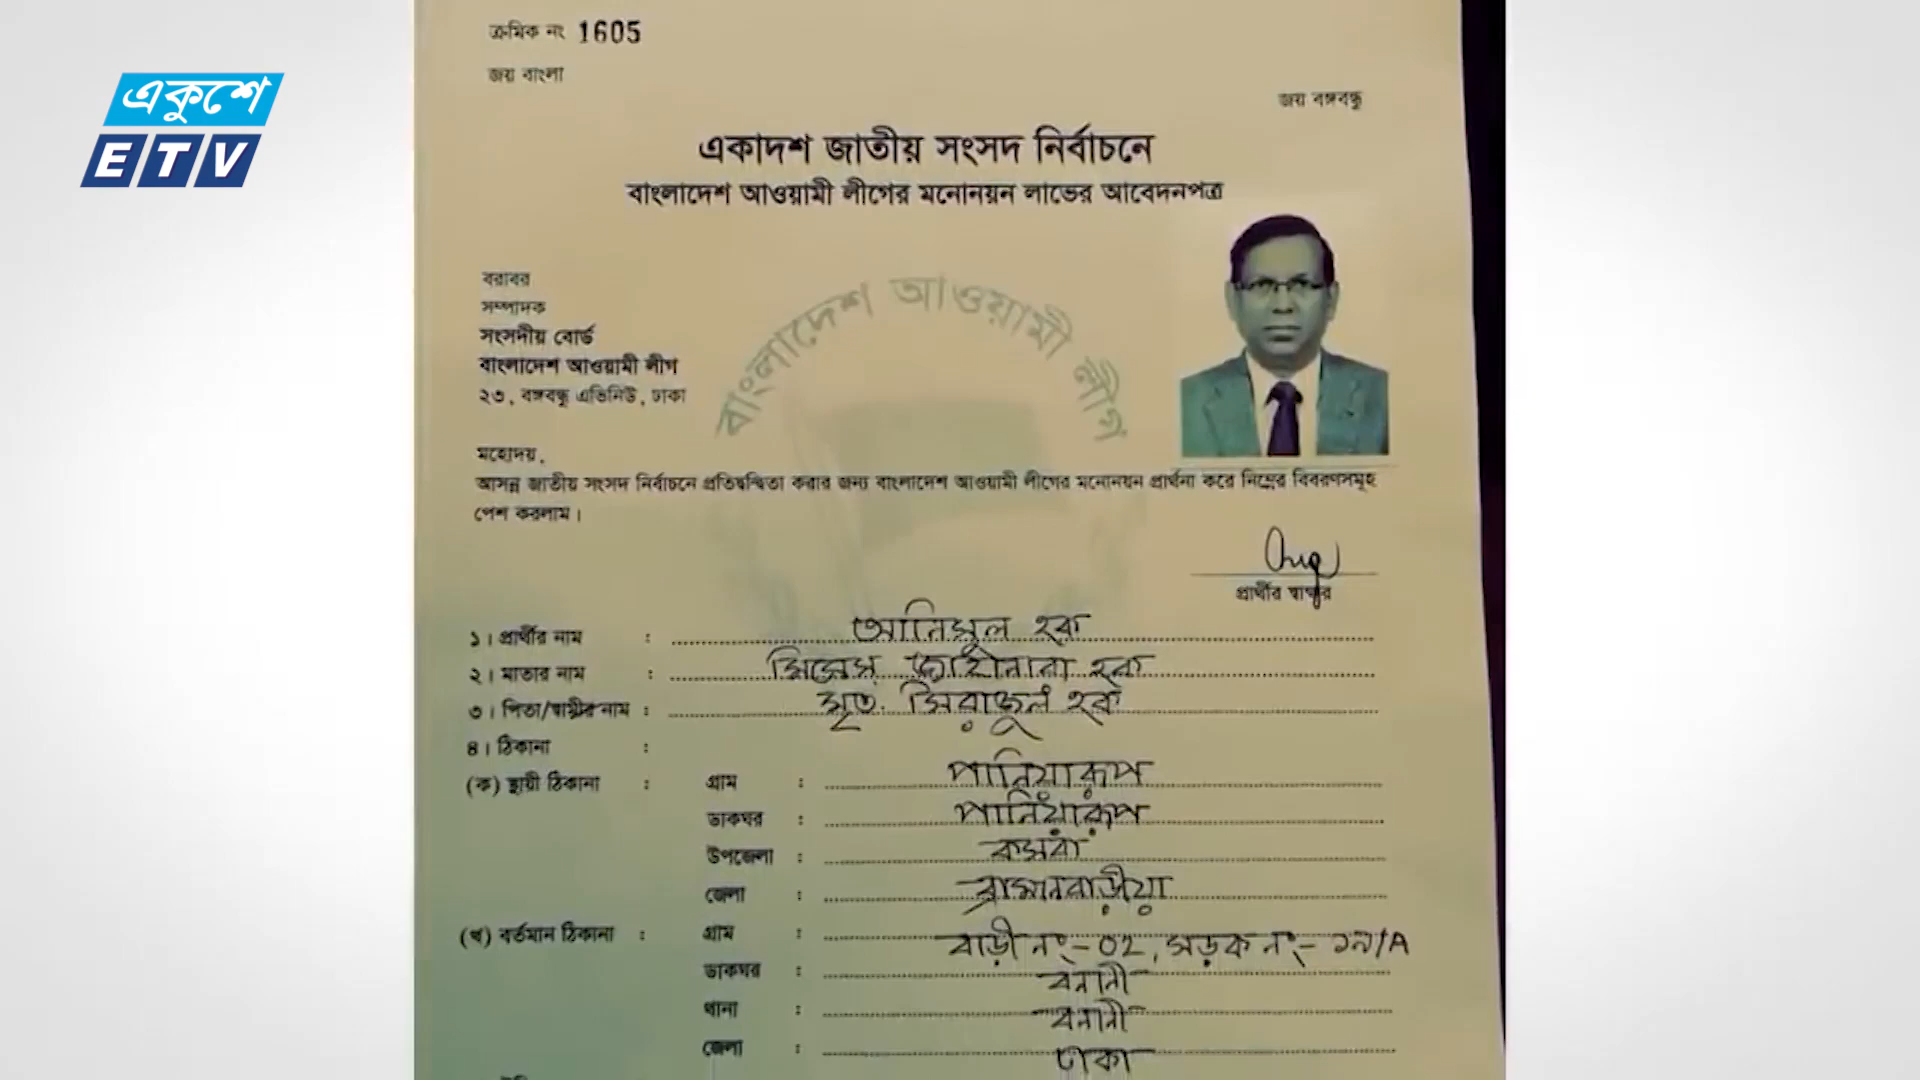 একুশে
ETV
ক্রমিক নং 1605
জয় বাংলা
জয় বঙ্গবন্ধু
একাদশ জাতীয় সংসদ নির্বাচনে
বাংলাদেশ আওয়ামী লীগের মনোনয়ন লাভের আবেদনপত্র
বরাবর
সম্পাদক
সংসদীয় বোর্ড
বাংলাদেশ আওয়ামী লীগ
২৩, বঙ্গবন্ধু এভিনিউ, ঢাকা
বাংলাদেশ আওয়ামী লীগ
মহোদয়,
আসন্ন জাতীয় সংসদ নির্বাচনে প্রতিদ্বন্দ্বিতা করার জন্য বাংলাদেশ আওয়ামী লীগের মনোনয়ন প্রার্থনা করে নিম্নের বিবরণসমূহ
পেশ করলাম।
প্রার্থীর স্বাক্ষর
১। প্রার্থীর নাম : আনিসুল হক
২। মাতার নাম : মিসেস্ জাহানারা হক
৩। পিতা/স্বামীর নাম : মৃত. সিরাজুল হক
৪। ঠিকানা :
(ক) স্থায়ী ঠিকানা : গ্রাম : পানিয়ারূপ
ডাকঘর : পানিয়ারূপ
উপজেলা : কসবা
জেলা : ব্রাহ্মনবাড়ীয়া
(খ) বর্তমান ঠিকানা : গ্রাম : বাড়ী নং-০২, সড়ক নং-১৭/A
ডাকঘর : বনানী
থানা : বনানী
জেলা : ঢাকা